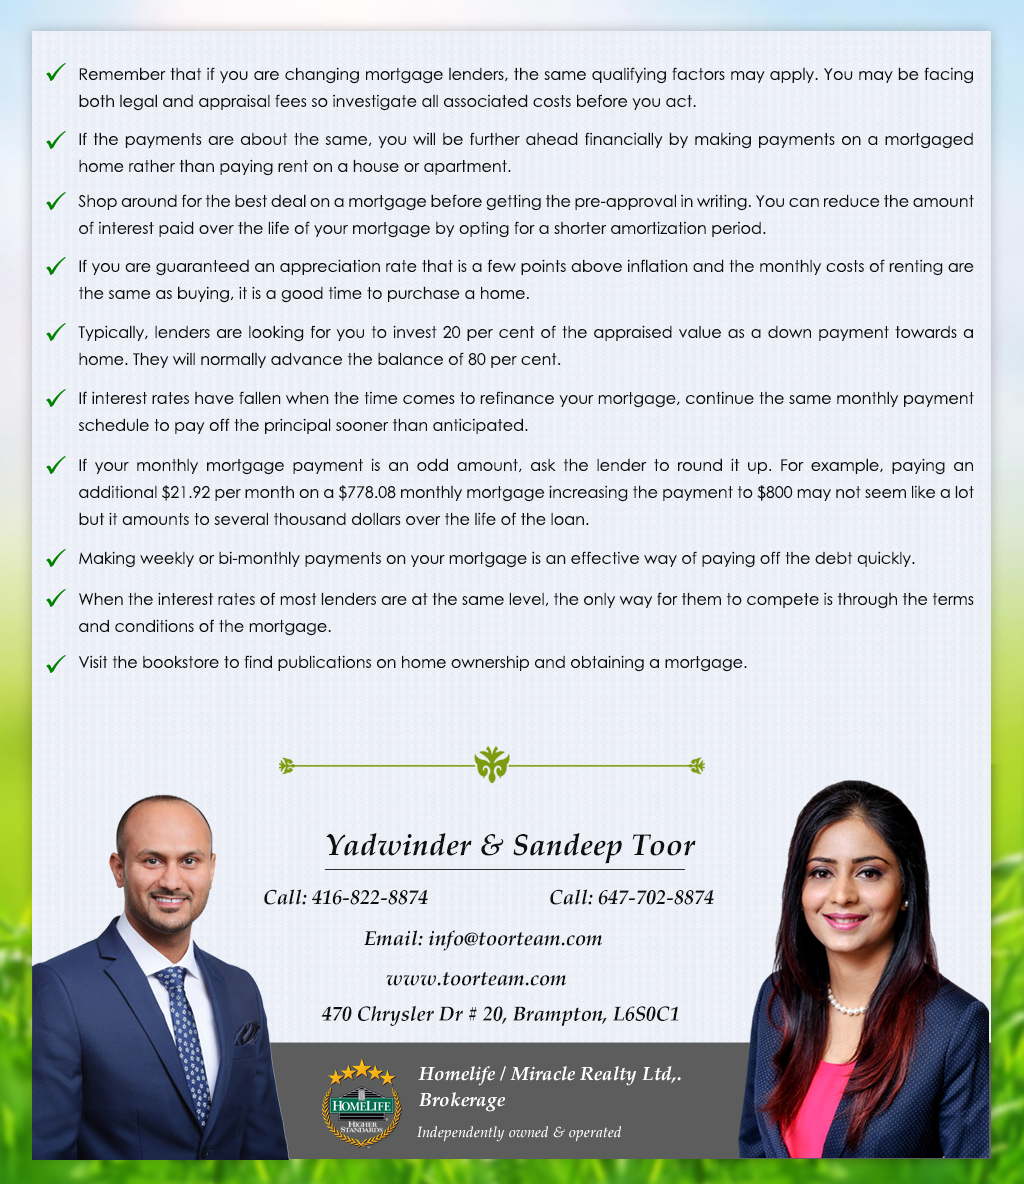 Remember that if you are changing mortgage lenders, the same qualifying factors may apply. You may be facing
both legal and appraisal fees so investigate all associated costs before you act.
If the payments are about the same, you will be further ahead financially by making payments on a mortgaged
home rather than paying rent on a house or apartment.
Shop around for the best deal on a mortgage before getting the pre-approval in writing. You can reduce the amount
of interest paid over the life of your mortgage by opting for a shorter amortization period.
If you are guaranteed an appreciation rate that is a few points above inflation and the monthly costs of renting are
the same as buying, it is a good time to purchase a home.
Typically, lenders are looking for you to invest 20 per cent of the appraised value as a down payment towards a
home. They will normally advance the balance of 80 per cent.
If interest rates have fallen when the time comes to refinance your mortgage, continue the same monthly payment
schedule to pay off the principal sooner than anticipated.
If your monthly mortgage payment is an odd amount, ask the lender to round it up. For example, paying an
additional $21.92 per month on a $778.08 monthly mortgage increasing the payment to $800 may not seem like a lot
but it amounts to several thousand dollars over the life of the loan.
Making weekly or bi-monthly payments on your mortgage is an effective way of paying off the debt quickly.
When the interest rates of most lenders are at the same level, the only way for them to compete is through the terms
and conditions of the mortgage.
Visit the bookstore to find publications on home ownership and obtaining a mortgage.
Yadwinder & Sandeep Toor
Call: 416-822-8874 Call: 647-702-8874
Email: info@toorteam.com
www.toorteam.com
470 Chrysler Dr # 20, Brampton, L6S0C1
Homelife / Miracle Realty Ltd,.
Brokerage
Independently owned & operated
HOMELIFE
HIGHER
STANDARDS